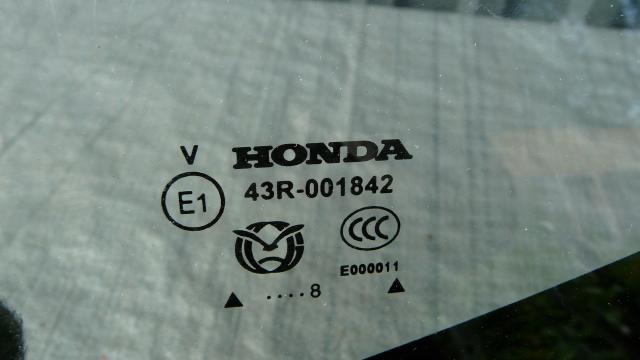 V HONDA
E1 43R-001842
CCC
E000011
....8